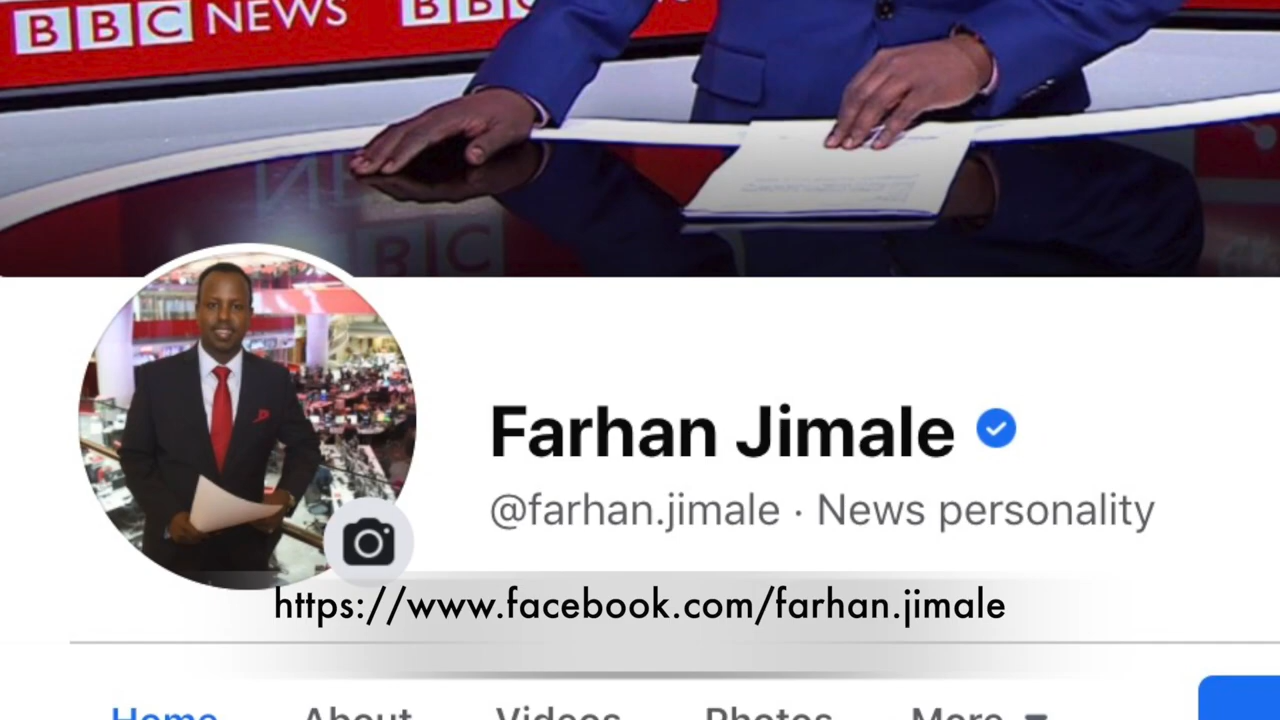 BBC NEWS BBC
Farhan Jimale
@farhan.jimale · News personality
https://www.facebook.com/farhan.jimale
Home About Videos Photos More